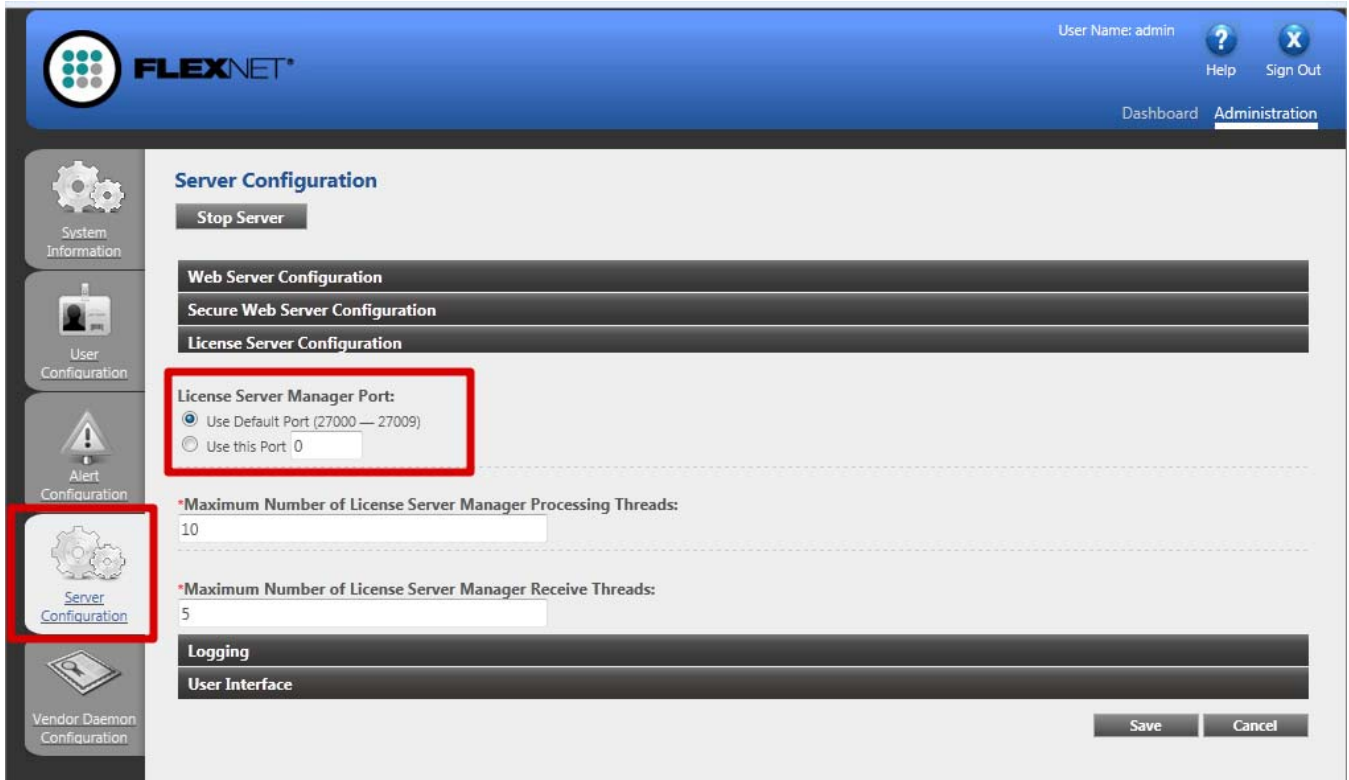 User Name: admin
?
X
FLEXNET
Help
Sign Out
Dashboard
Administration
System
Information
User
Configuration
Alert
Configuration
Server
Configuration
Vendor Daemon
Configuration
Server Configuration
Stop Server
Web Server Configuration
Secure Web Server Configuration
License Server Configuration
License Server Manager Port:
Use Default Port (27000 — 27009)
Use this Port 0
*Maximum Number of License Server Manager Processing Threads:
10
*Maximum Number of License Server Manager Receive Threads:
5
Logging
User Interface
Save
Cancel